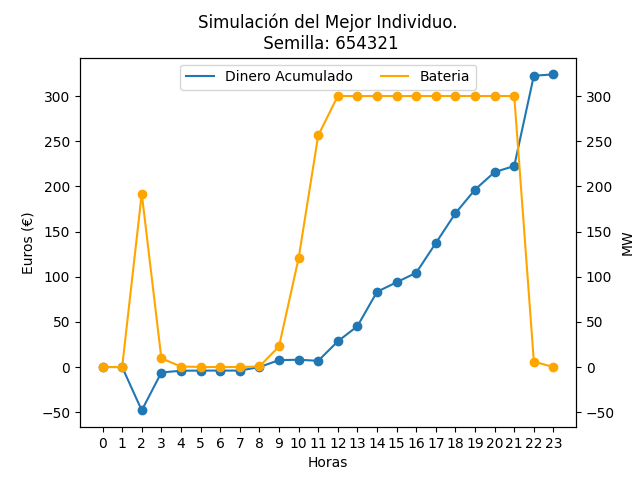 Simulación del Mejor Individuo.
Semilla: 654321
Dinero Acumulado
Bateria
300
250
200
150
100
50
0
−50
Euros (€)
300
250
200
150
100
50
0
−50
MW
0 1 2 3 4 5 6 7 8 9 10 11 12 13 14 15 16 17 18 19 20 21 22 23
Horas